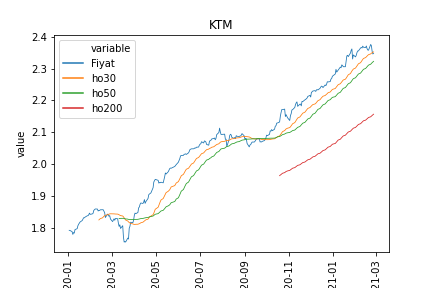 KTM
2.4
2.3
2.2
2.1
2.0
1.9
1.8
value
variable
Fiyat
ho30
ho50
ho200
20-01
20-03
20-05
20-07
20-09
20-11
21-01
21-03